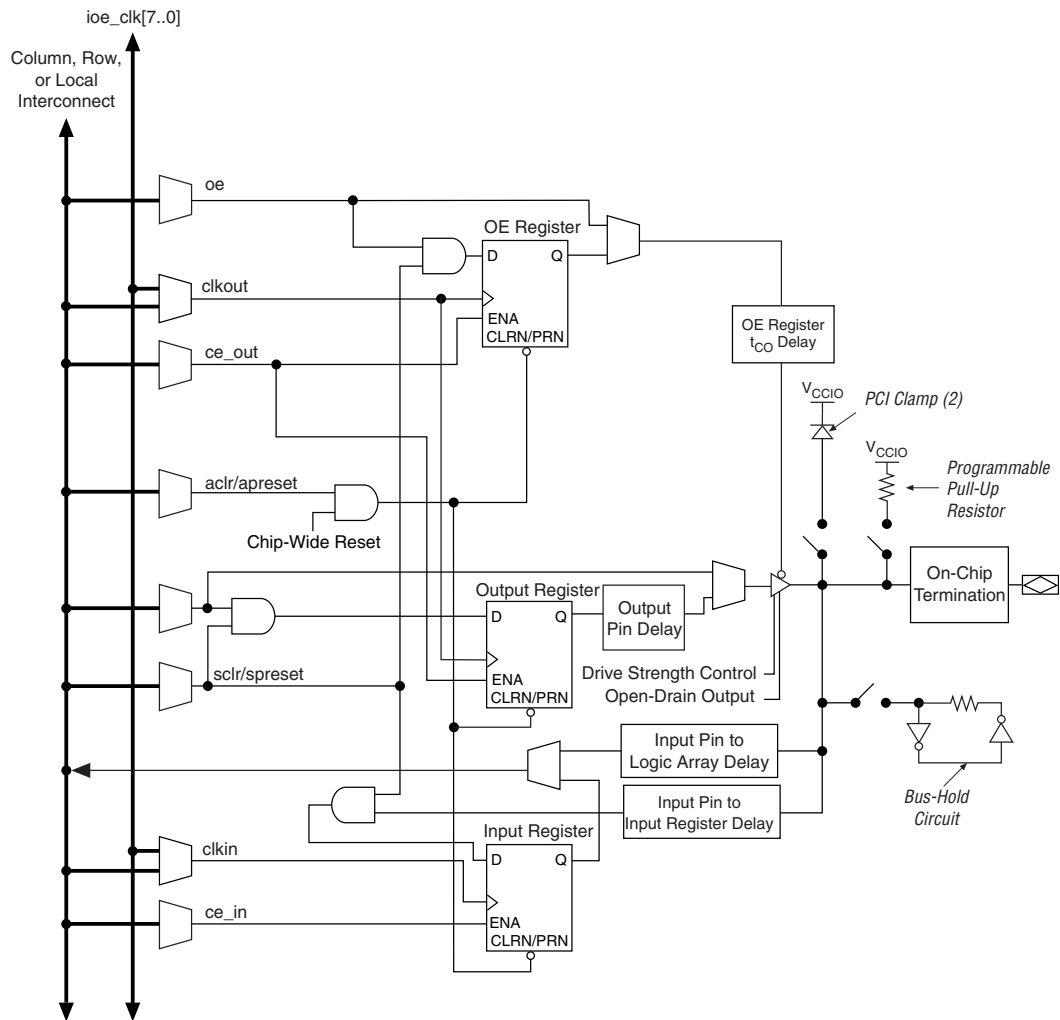 ioe_clk[7..0]
Column, Row,
or Local
Interconnect
oe
OE Register
D
Q
clkout
ENA
CLRN/PRN
OE Register
tCO Delay
ce_out
VCCIO
PCI Clamp (2)
VCCIO
Programmable
Pull-Up
Resistor
aclr/apreset
Chip-Wide Reset
Output Register
D
Q
Output
Pin Delay
On-Chip
Termination
ENA
CLRN/PRN
Drive Strength Control
Open-Drain Output
sclr/spreset
Input Pin to
Logic Array Delay
Input Pin to
Input Register Delay
Bus-Hold
Circuit
Input Register
D
Q
clkin
ENA
CLRN/PRN
ce_in